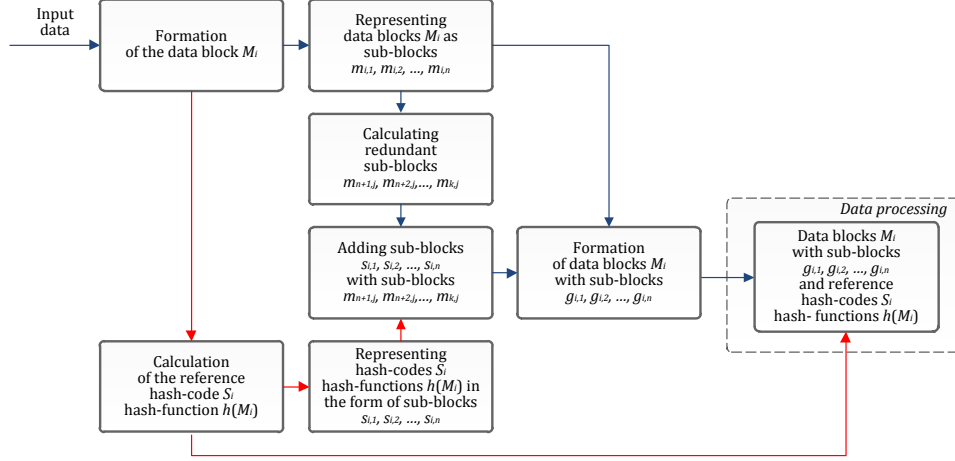 Input
data
Formation
of the data block Mᵢ
Representing
data blocks Mᵢ as
sub-blocks
mᵢ,₁, mᵢ,₂, ..., mᵢ,ₙ
Calculating
redundant
sub-blocks
mₙ₊₁,ⱼ, mₙ₊₂,ⱼ,..., mₖ,ⱼ
Adding sub-blocks
sᵢ,₁, sᵢ,₂, ..., sᵢ,ₙ
with sub-blocks
mₙ₊₁,ⱼ, mₙ₊₂,ⱼ,..., mₖ,ⱼ
Formation
of data blocks Mᵢ
with sub-blocks
gᵢ,₁, gᵢ,₂, ..., gᵢ,ₙ
Data processing
Data blocks Mᵢ
with sub-blocks
gᵢ,₁, gᵢ,₂, ..., gᵢ,ₙ
and reference
hash-codes Sᵢ
hash- functions h(Mᵢ)
Calculation
of the reference
hash-code Sᵢ
hash-function h(Mᵢ)
Representing
hash-codes Sᵢ
hash-functions h(Mᵢ) in
the form of sub-blocks
sᵢ,₁, sᵢ,₂, ..., sᵢ,ₙ